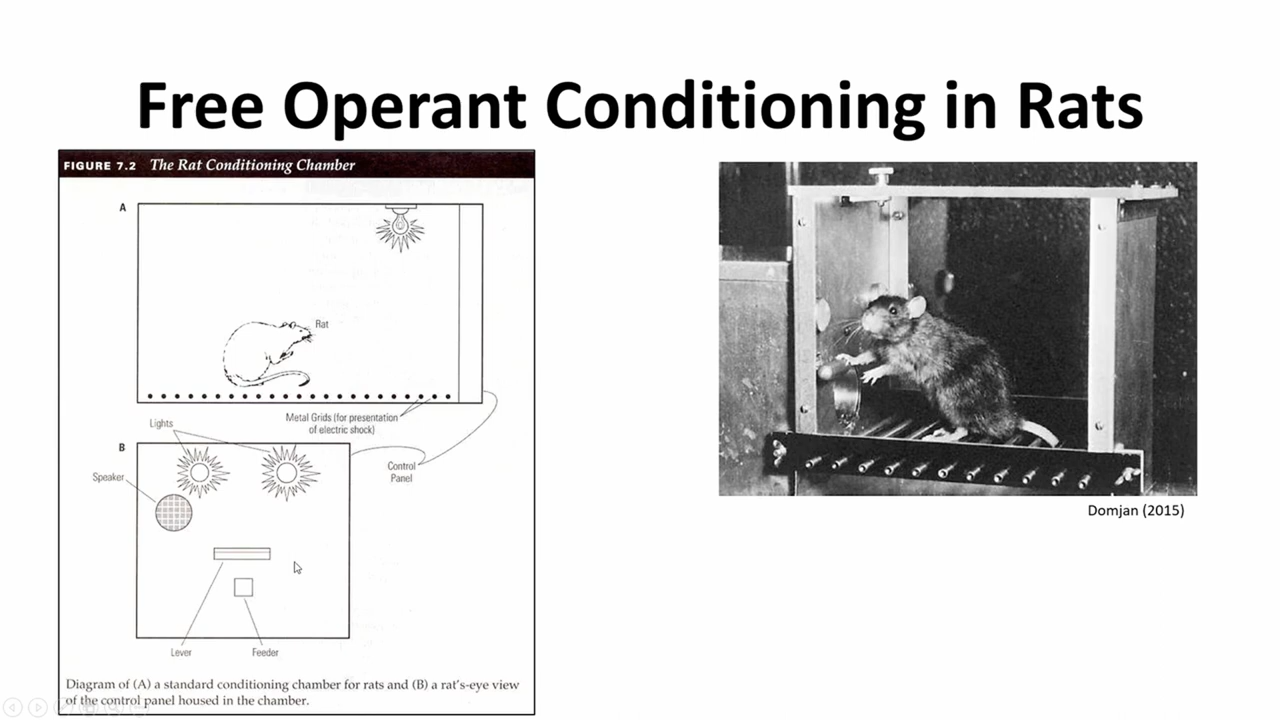 Free Operant Conditioning in Rats
FIGURE 7.2 The Rat Conditioning Chamber
A
Rat
Metal Grids (for presentation
of electric shock)
Lights
B
Speaker
Control
Panel
Lever
Feeder
Diagram of (A) a standard conditioning chamber for rats and (B) a rat's-eye view
of the control panel housed in the chamber.
Domjan (2015)